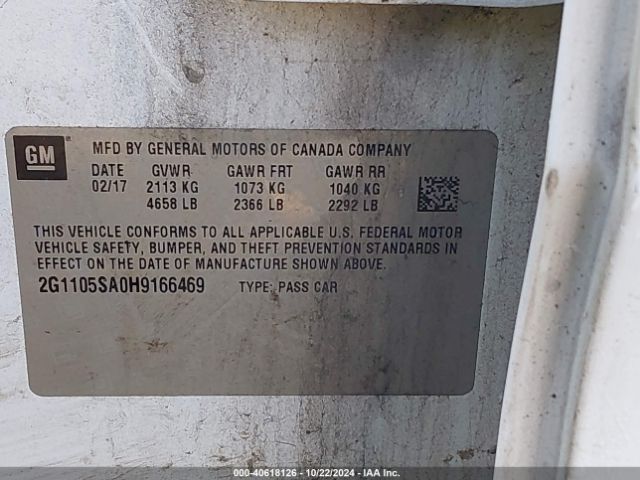 GM
MFD BY GENERAL MOTORS OF CANADA COMPANY
DATE GVWR GAWR FRT GAWR RR
02/17 2113 KG 1073 KG 1040 KG
4658 LB 2366 LB 2292 LB
THIS VEHICLE CONFORMS TO ALL APPLICABLE U.S. FEDERAL MOTOR
VEHICLE SAFETY, BUMPER, AND THEFT PREVENTION STANDARDS IN
EFFECT ON THE DATE OF MANUFACTURE SHOWN ABOVE.
2G1105SA0H9166469 TYPE: PASS CAR
000-40618126 - 10/22/2024 - IAA Inc.